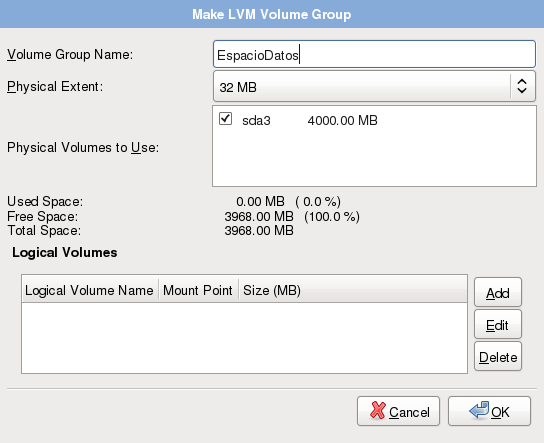 Make LVM Volume Group
Volume Group Name: EspacioDatos
Physical Extent: 32 MB
Physical Volumes to Use: sda3 4000.00 MB
Used Space: 0.00 MB ( 0.0 %)
Free Space: 3968.00 MB (100.0 %)
Total Space: 3968.00 MB
Logical Volumes
Logical Volume Name Mount Point Size (MB)
Add
Edit
Delete
Cancel OK